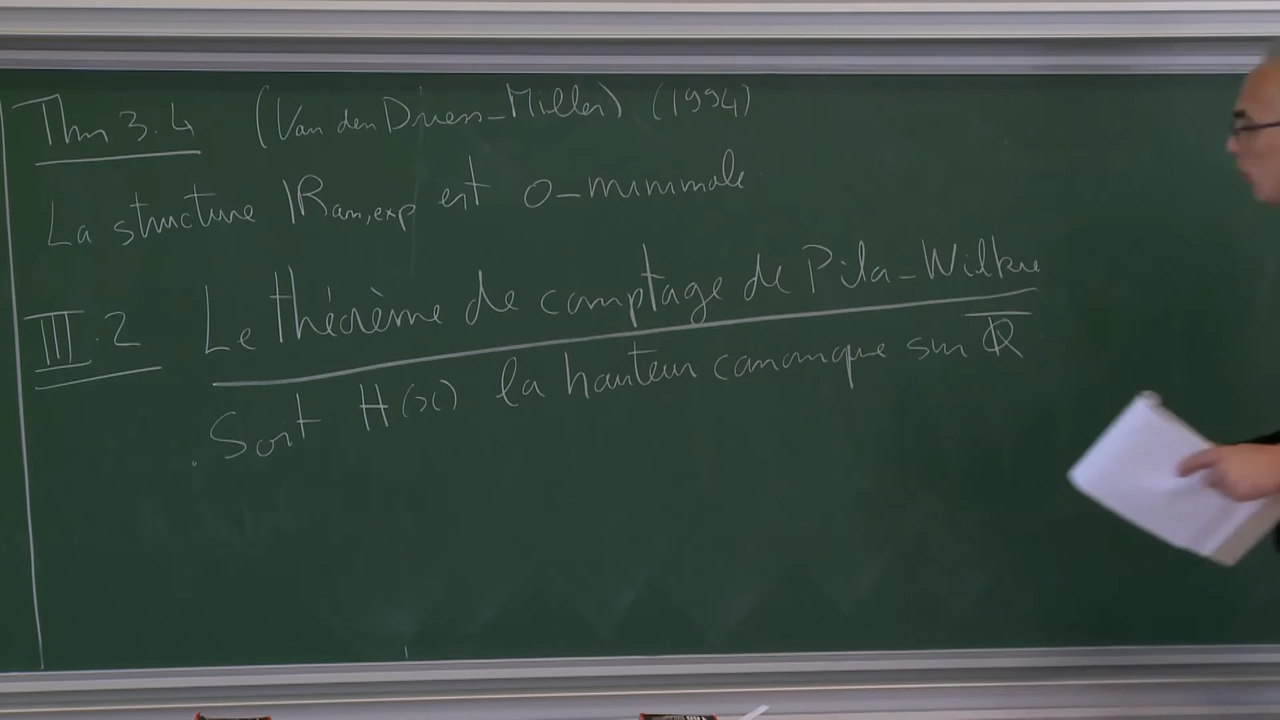 Thm 3.4 (Van den Dries-Miller) (1994)
La structure ℝan,exp est o-minimale.
III.2 Le théorème de comptage de Pila-Wilkie
Soit H(x) la hauteur canonique sur ℚ̅